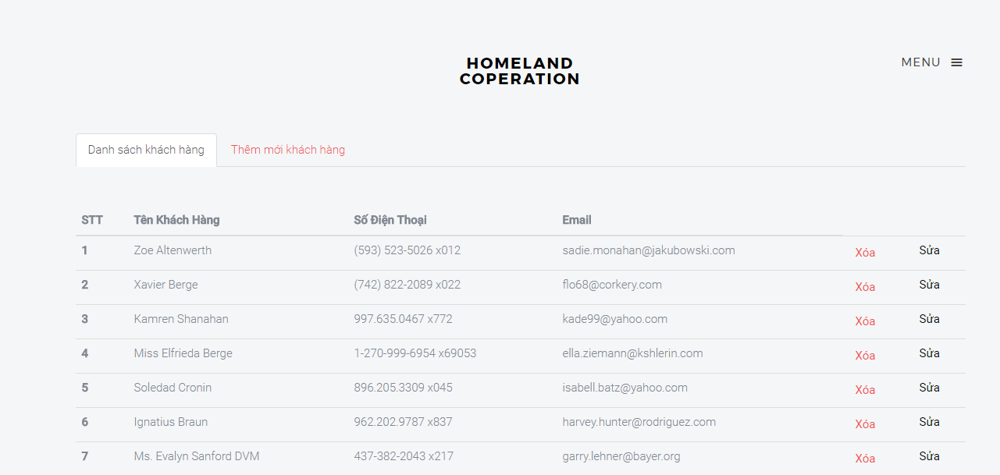 HOMELAND
COPERATION
MENU
Danh sách khách hàng Thêm mới khách hàng
STT Tên Khách Hàng Số Điện Thoại Email
1 Zoe Altenwerth (593) 523-5026 x012 sadie.monahan@jakubowski.com Xóa Sửa
2 Xavier Berge (742) 822-2089 x022 flo68@corkery.com Xóa Sửa
3 Kamren Shanahan 997.635.0467 x772 kade99@yahoo.com Xóa Sửa
4 Miss Elfrieda Berge 1-270-999-6954 x69053 ella.ziemann@kshlerin.com Xóa Sửa
5 Soledad Cronin 896.205.3309 x045 isabell.batz@yahoo.com Xóa Sửa
6 Ignatius Braun 962.202.9787 x837 harvey.hunter@rodriguez.com Xóa Sửa
7 Ms. Evalyn Sanford DVM 437-382-2043 x217 garry.lehner@bayer.org Xóa Sửa